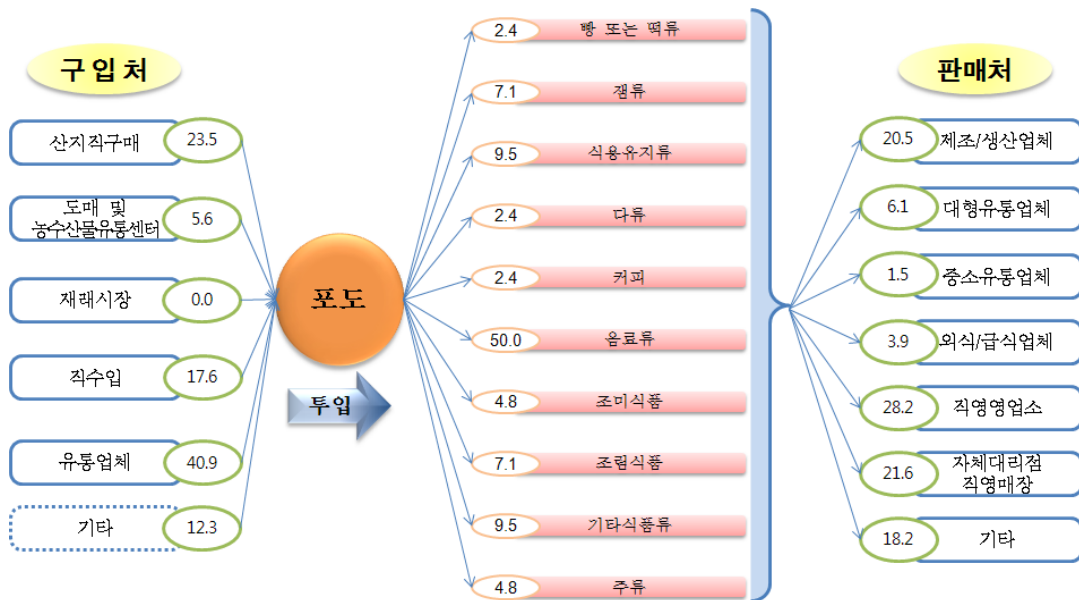 구입처
산지직구매
23.5
도매 및
농수산물유통센터
5.6
재래시장
0.0
직수입
17.6
유통업체
40.9
기타
12.3
포도
투입
2.4
빵 또는 떡류
7.1
잼류
9.5
식용유지류
2.4
다류
2.4
커피
50.0
음료류
4.8
조미식품
7.1
조림식품
9.5
기타식품류
4.8
주류
판매처
20.5
제조/생산업체
6.1
대형유통업체
1.5
중소유통업체
3.9
외식/급식업체
28.2
직영영업소
21.6
자체대리점
직영매장
18.2
기타